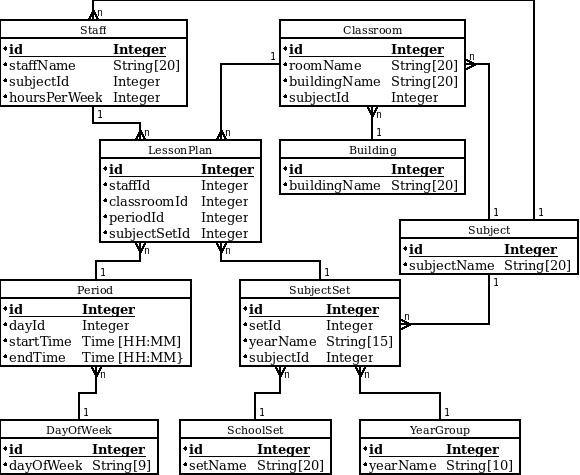 n
Staff
id Integer
staffName String[20]
subjectId Integer
hoursPerWeek Integer
1
n
Classroom
id Integer
roomName String[20]
buildingName String[20]
subjectId Integer
1
n
n
1
n
LessonPlan
id Integer
staffId Integer
classroomId Integer
periodId Integer
subjectSetId Integer
n
n
Building
id Integer
buildingName String[20]
1
1
Subject
id Integer
subjectName String[20]
1
1
Period
id Integer
dayId Integer
startTime Time [HH:MM]
endTime Time [HH:MM}
n
1
SubjectSet
id Integer
setId Integer
yearName String[15]
subjectId Integer
n
n
n
1
DayOfWeek
id Integer
dayOfWeek String[9]
1
SchoolSet
id Integer
setName String[20]
1
YearGroup
id Integer
yearName String[10]